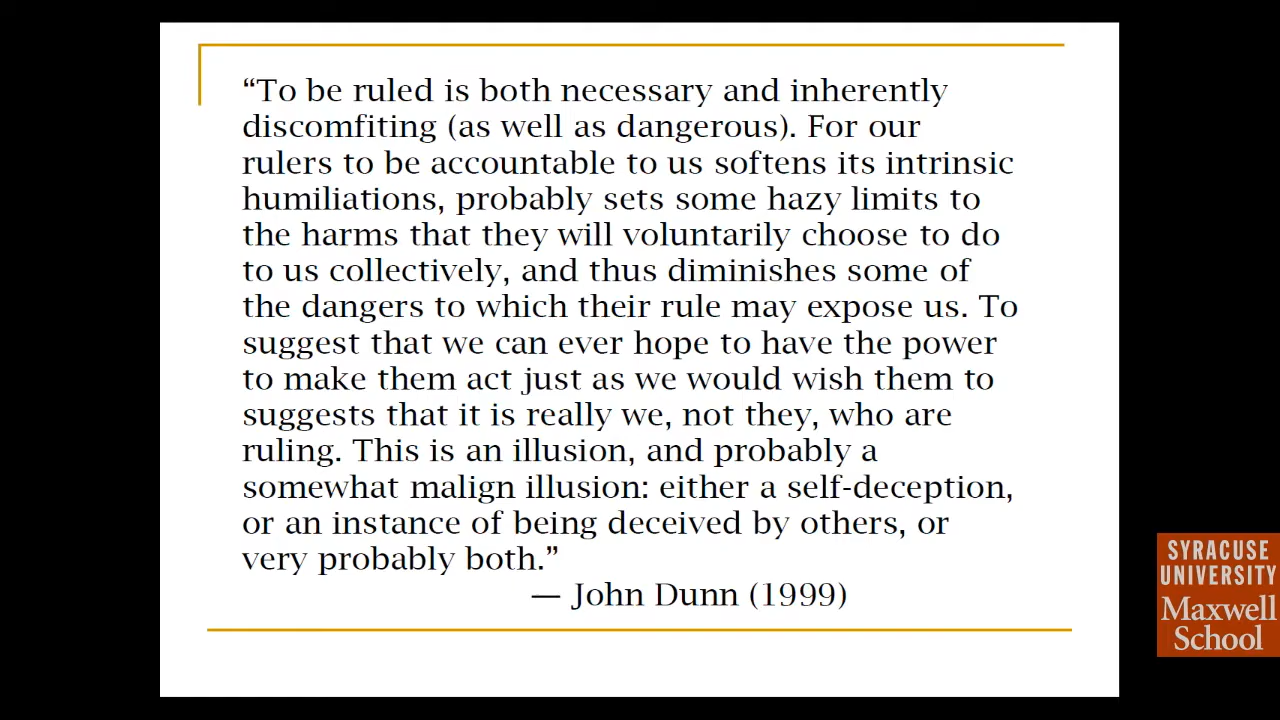 “To be ruled is both necessary and inherently
discomfiting (as well as dangerous). For our
rulers to be accountable to us softens its intrinsic
humiliations, probably sets some hazy limits to
the harms that they will voluntarily choose to do
to us collectively, and thus diminishes some of
the dangers to which their rule may expose us. To
suggest that we can ever hope to have the power
to make them act just as we would wish them to
suggests that it is really we, not they, who are
ruling. This is an illusion, and probably a
somewhat malign illusion: either a self-deception,
or an instance of being deceived by others, or
very probably both.”
— John Dunn (1999)
SYRACUSE
UNIVERSITY
Maxwell
School